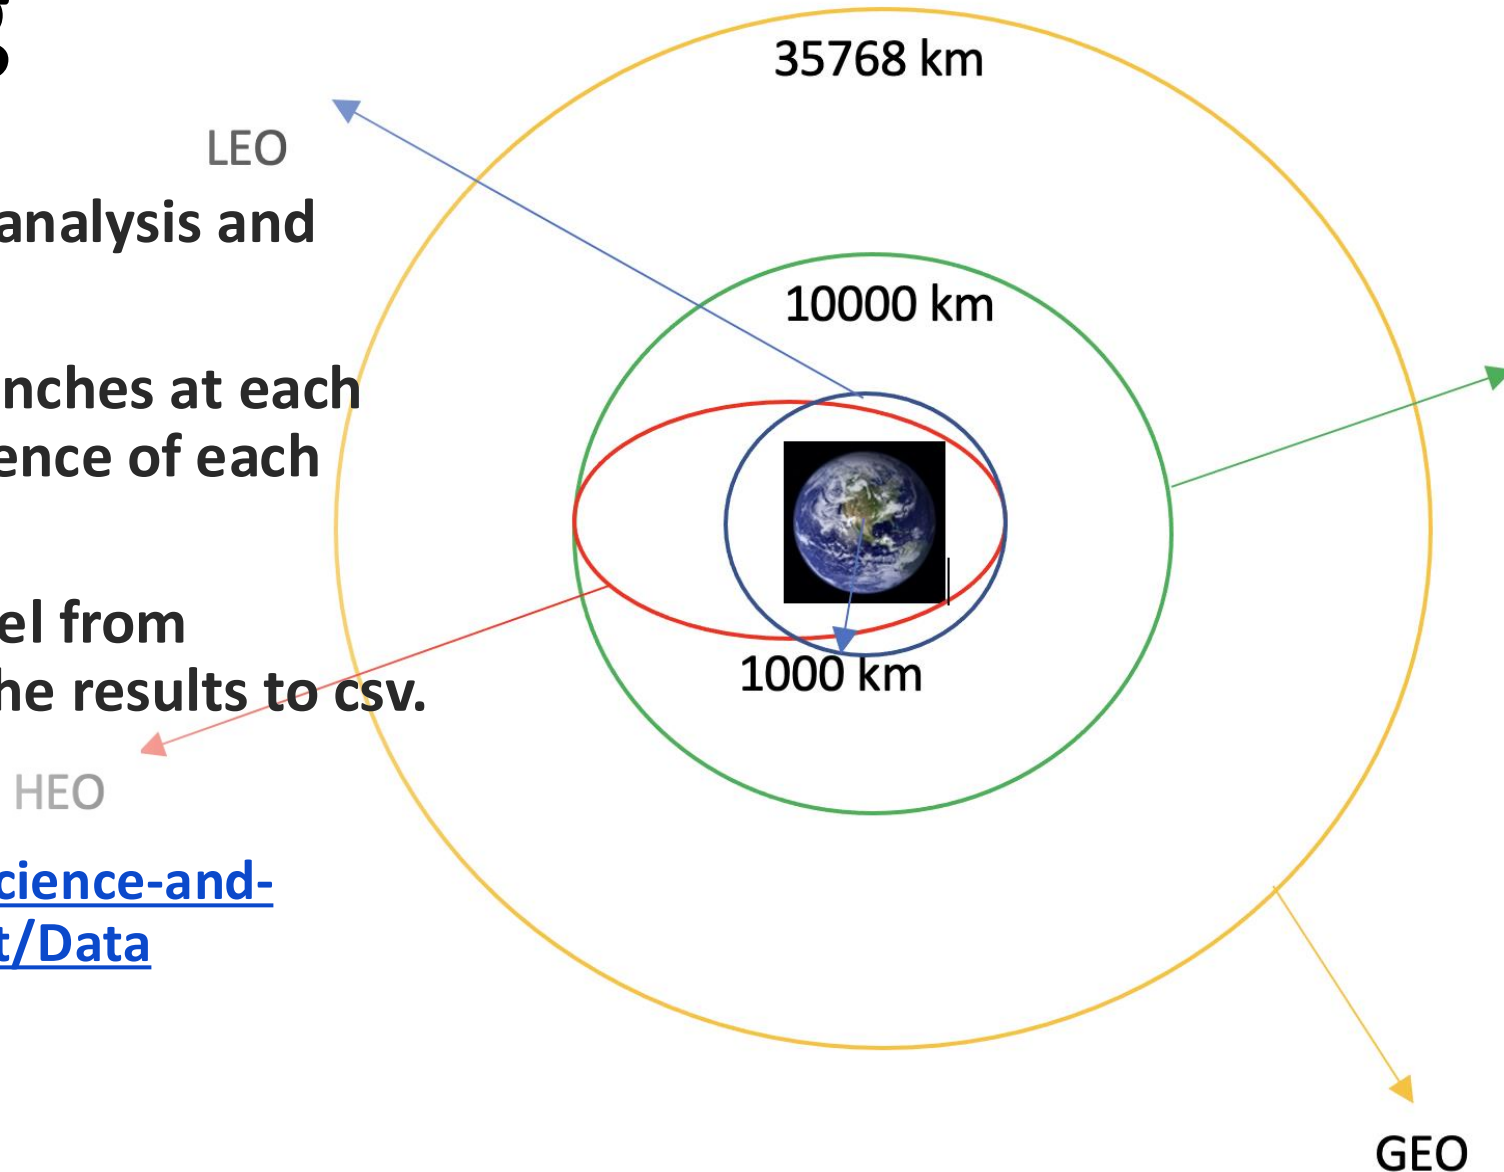 g
35768 km
LEO
analysis and
10000 km
nches at each
ence of each
el from
he results to csv.
1000 km
HEO
cience-and-
t/Data
GEO